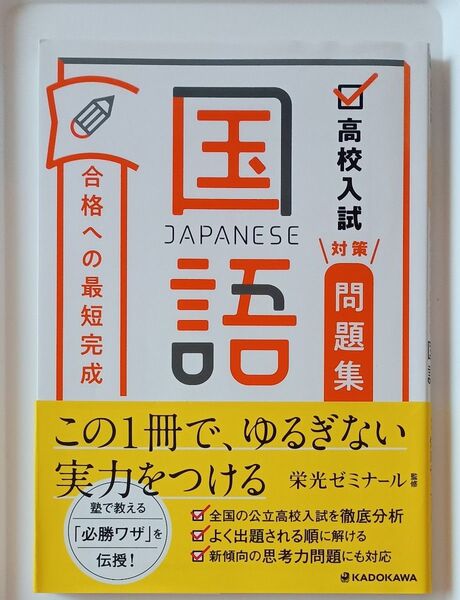 高校入試
対策
問題集
国語
JAPANESE
合格への最短完成
この1冊で、ゆるぎない
実力をつける
栄光ゼミナール 監修
塾で教える
「必勝ワザ」を
伝授!
全国の公立高校入試を徹底分析
よく出題される順に解ける
新傾向の思考力問題にも対応
KADOKAWA